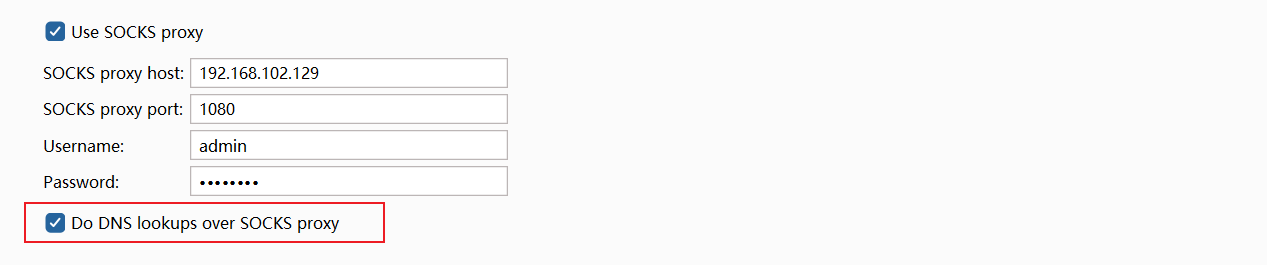 Use SOCKS proxy
SOCKS proxy host: 192.168.102.129
SOCKS proxy port: 1080
Username: admin
Password: ••••••••
Do DNS lookups over SOCKS proxy